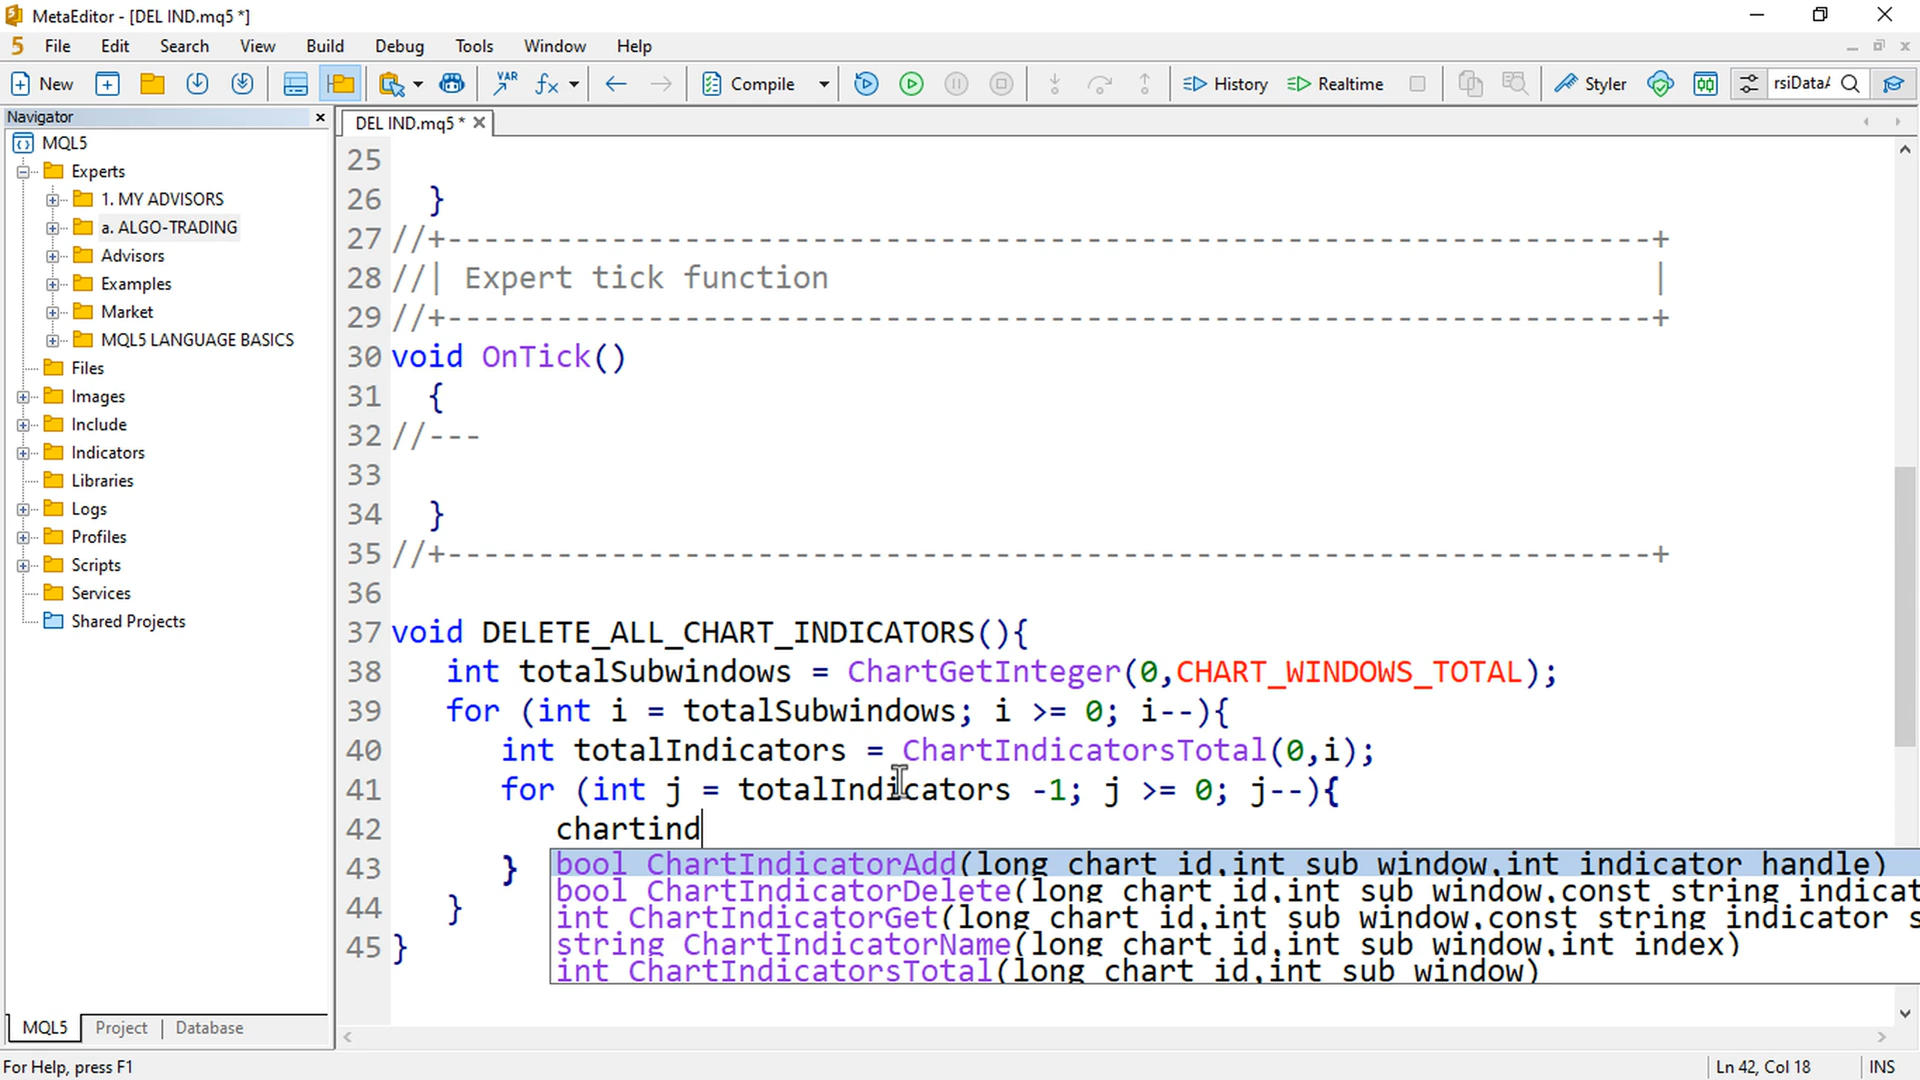 MetaEditor - [DEL IND.mq5 *]
5 File Edit Search View Build Debug Tools Window Help
New VAR Compile History Realtime Styler rsiData
Navigator
DEL IND.mq5 *
MQL5
Experts
1. MY ADVISORS
a. ALGO-TRADING
Advisors
Examples
Market
MQL5 LANGUAGE BASICS
Files
Images
Include
Indicators
Libraries
Logs
Profiles
Scripts
Services
Shared Projects
MQL5 Project Database
25
26 }
27 //+------------------------------------------------------------------+
28 //| Expert tick function |
29 //+------------------------------------------------------------------+
30 void OnTick()
31 {
32 //---
33
34 }
35 //+------------------------------------------------------------------+
36
37 void DELETE_ALL_CHART_INDICATORS(){
38 int totalSubwindows = ChartGetInteger(0,CHART_WINDOWS_TOTAL);
39 for (int i = totalSubwindows; i >= 0; i--){
40 int totalIndicators = ChartIndicatorsTotal(0,i);
41 for (int j = totalIndicators -1; j >= 0; j--){
42 chartind
43 }
44 }
45 }
bool ChartIndicatorAdd(long chart_id,int sub_window,int indicator_handle)
bool ChartIndicatorDelete(long chart_id,int sub_window,const string indicat
int ChartIndicatorGet(long chart_id,int sub_window,const string indicator_s
string ChartIndicatorName(long chart_id,int sub_window,int index)
int ChartIndicatorsTotal(long chart_id,int sub_window)
For Help, press F1
Ln 42, Col 18 INS